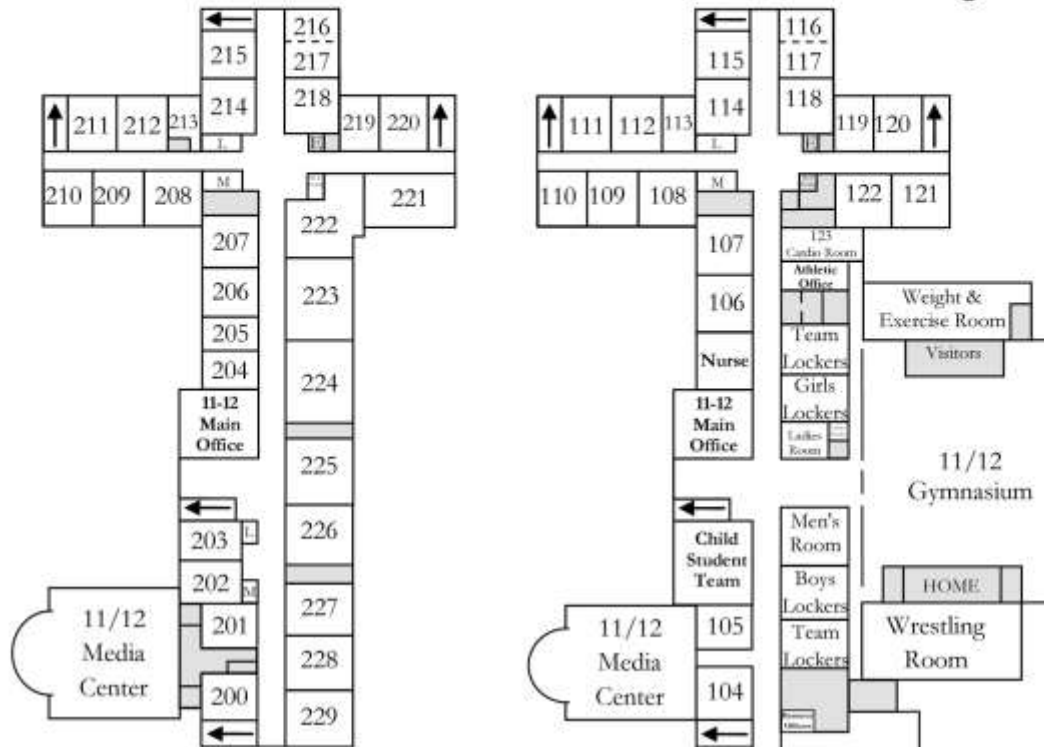 216
215
217
214
218
211
212
213
219
220
L
E
M
210
209
208
221
222
207
206
223
205
204
224
11-12
Main
Office
225
203
L
226
202
M
11/12
Media
Center
201
227
228
200
229
116
115
117
114
118
111
112
113
119
120
L
M
110
109
108
122
121
107
123
Cardio Room
Athletic
Office
106
Weight &
Exercise Room
Team
Lockers
Visitors
Nurse
Girls
Lockers
11-12
Main
Office
Ladies
Room
11/12
Gymnasium
Men's
Room
Child
Student
Team
Boys
Lockers
HOME
11/12
Media
Center
105
Team
Lockers
Wrestling
Room
104